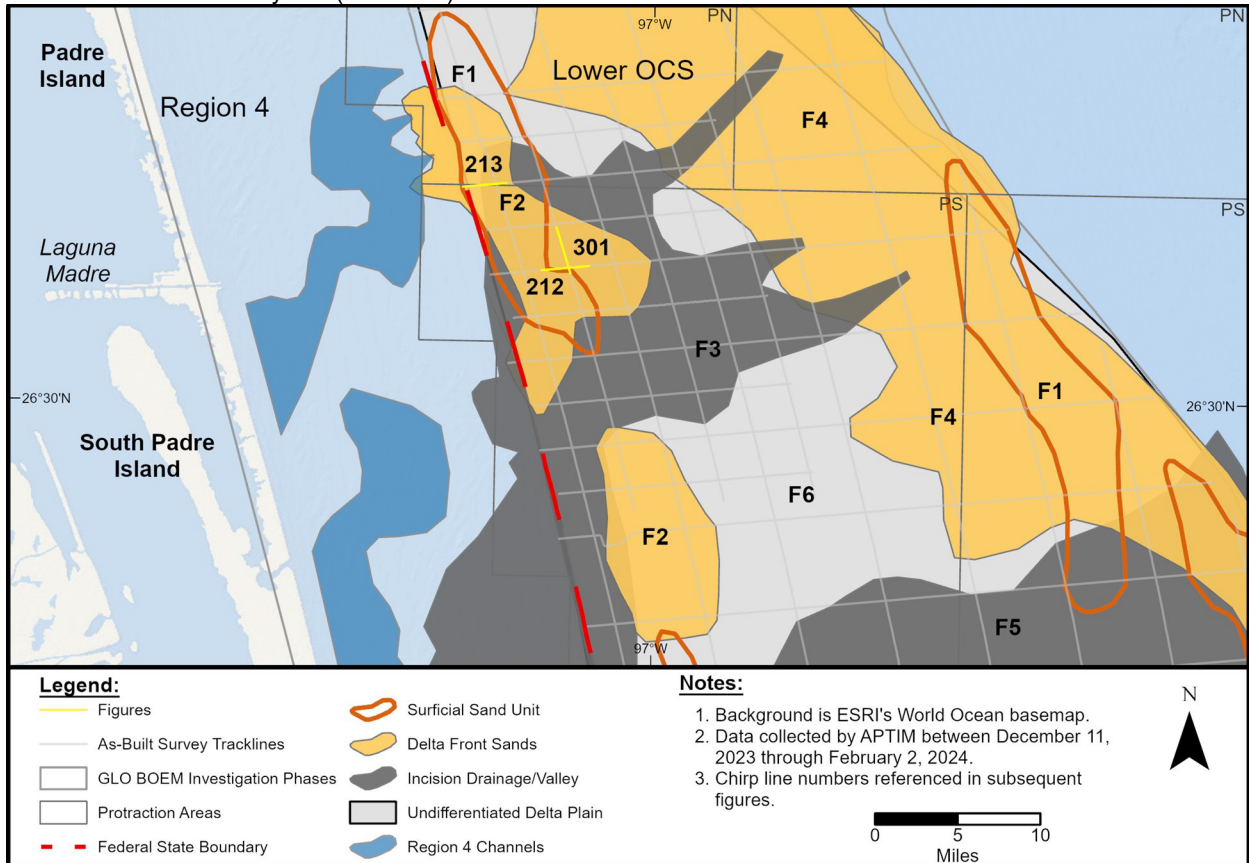 97°W
PN
PN
Padre
Island
Region 4
F1
Lower OCS
F4
213
F2
PS
PS
301
Laguna
Madre
212
F3
F1
26°30'N
26°30'N
F4
South Padre
Island
F6
F2
F5
97°W
Legend:
Figures
As-Built Survey Tracklines
GLO BOEM Investigation Phases
Protraction Areas
Federal State Boundary
Surficial Sand Unit
Delta Front Sands
Incision Drainage/Valley
Undifferentiated Delta Plain
Region 4 Channels
Notes:
1. Background is ESRI's World Ocean basemap.
2. Data collected by APTIM between December 11,
2023 through February 2, 2024.
3. Chirp line numbers referenced in subsequent
figures.
N
0 5 10
Miles